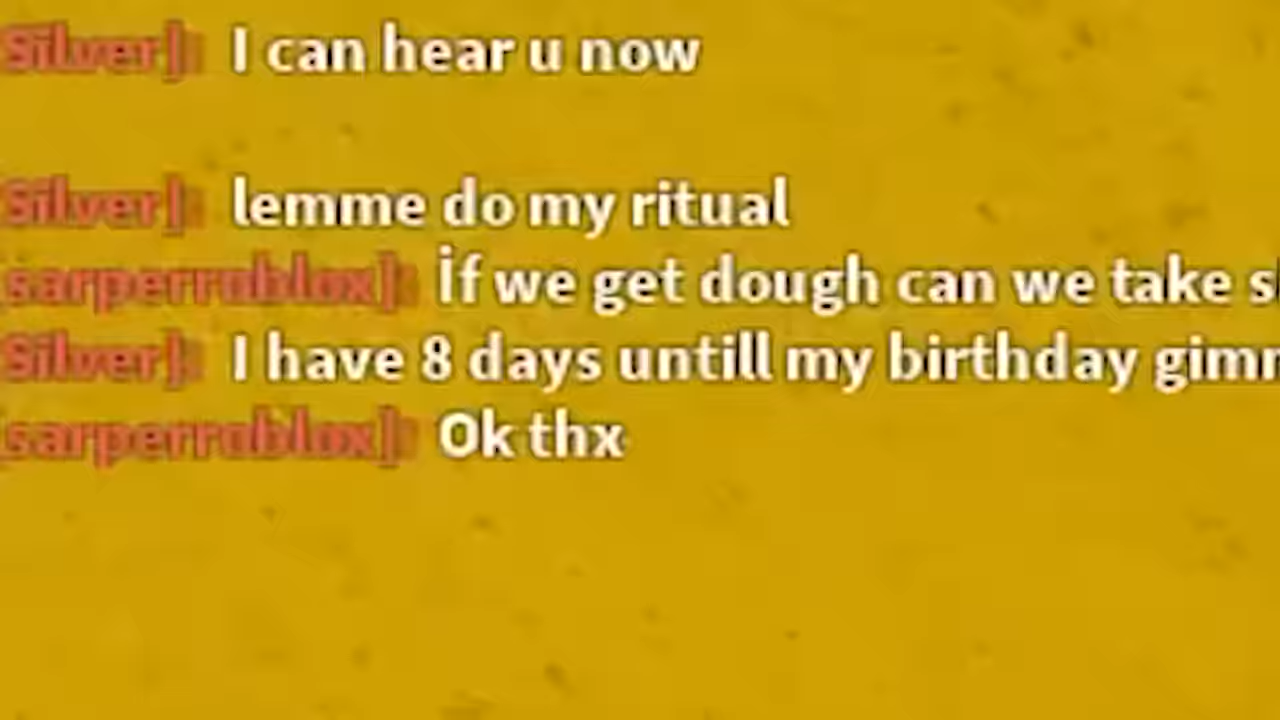 Silver]: I can hear u now
Silver]: lemme do my ritual
[sarperroblox]: İf we get dough can we take
Silver]: I have 8 days untill my birthday
[sarperroblox]: Ok thx